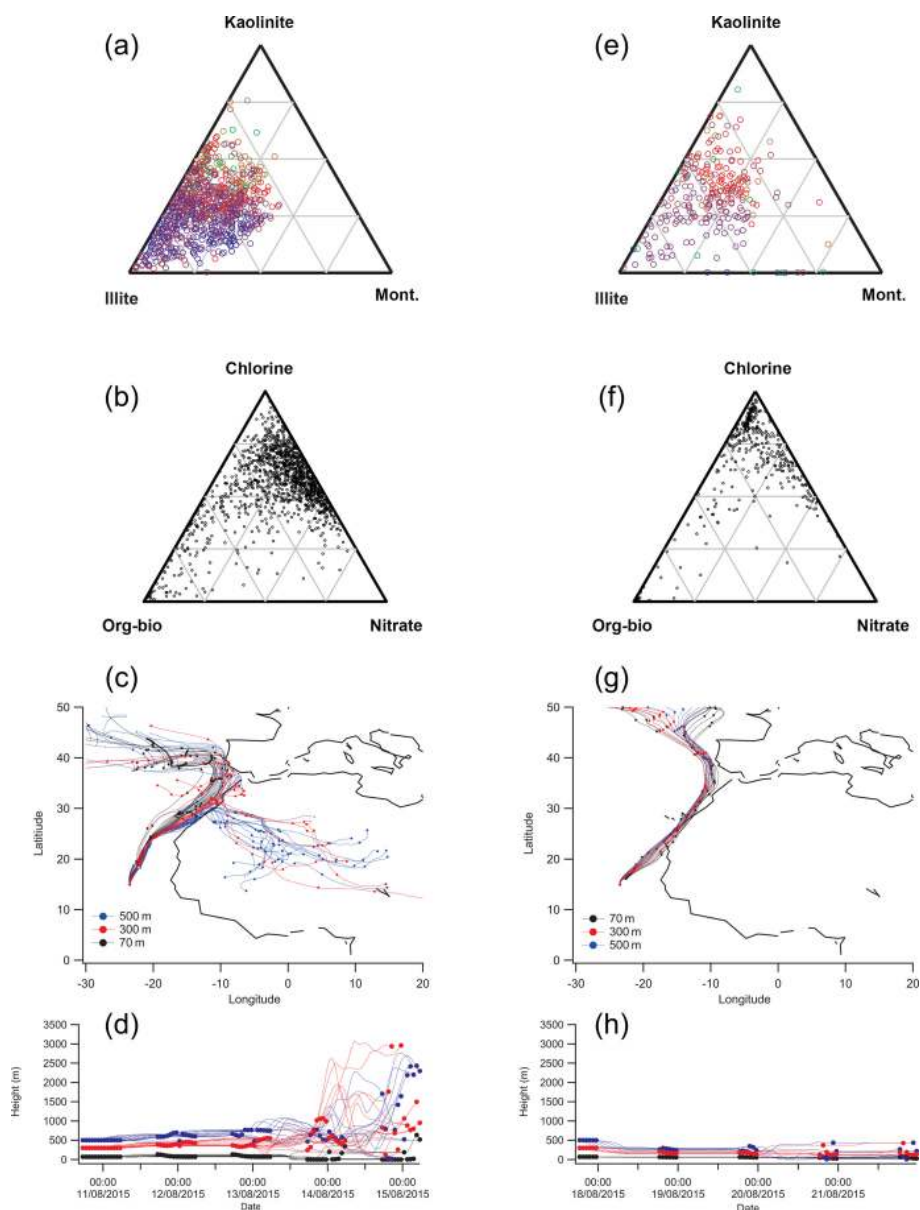 (a)
Kaolinite
Illite
Mont.
(e)
Kaolinite
Illite
Mont.
(b)
Chlorine
Org-bio
Nitrate
(f)
Chlorine
Org-bio
Nitrate
(c)
50
40
30
20
10
0
Latitiude
500 m
300 m
70 m
-30
-20
-10
0
10
20
Longitude
(g)
50
40
30
20
10
0
Latitude
70 m
300 m
500 m
-30
-20
-10
0
10
20
Longitude
(d)
3500
3000
2500
2000
1500
1000
500
0
Height (m)
00:00
11/08/2015
00:00
12/08/2015
00:00
13/08/2015
00:00
14/08/2015
00:00
15/08/2015
Date
(h)
3500
3000
2500
2000
1500
1000
500
0
Height (m)
00:00
18/08/2015
00:00
19/08/2015
00:00
20/08/2015
00:00
21/08/2015
Date